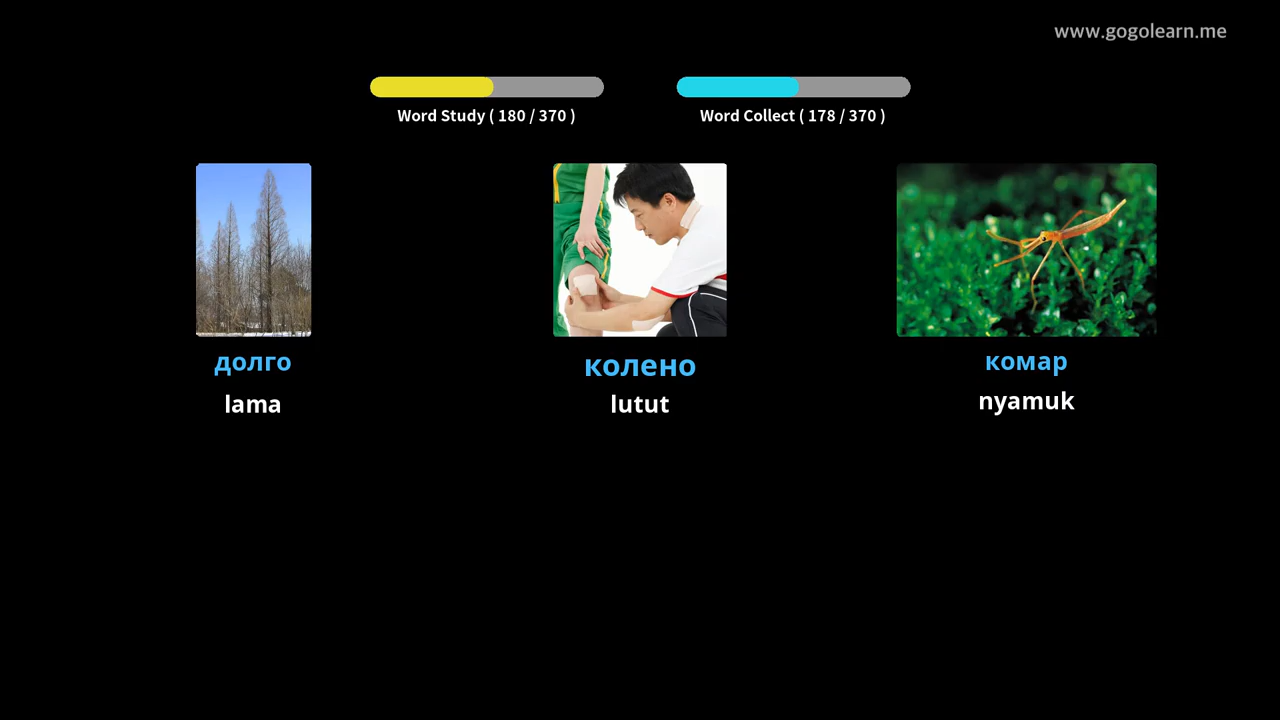 www.gogolearn.me
Word Study ( 180 / 370 )
Word Collect ( 178 / 370 )
долго
колено
комар
lama
lutut
nyamuk